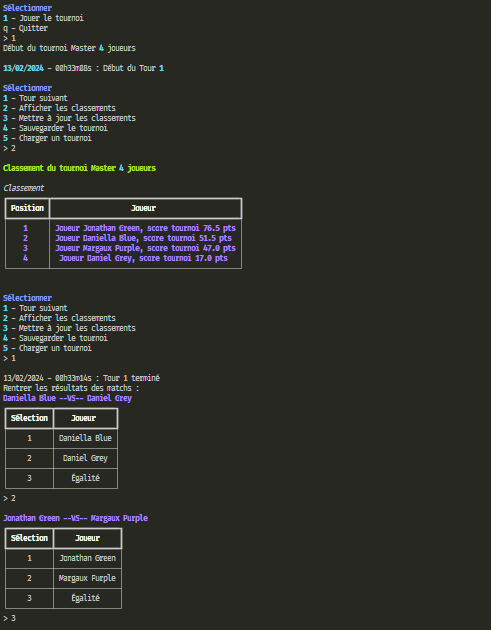 Sélectionner
1 - Jouer le tournoi
q - Quitter
> 1
Début du tournoi Master 4 joueurs
13/02/2024 - 00h33m08s : Début du Tour 1
Sélectionner
1 - Tour suivant
2 - Afficher les classements
3 - Mettre à jour les classements
4 - Sauvegarder le tournoi
5 - Charger un tournoi
> 2
Classement du tournoi Master 4 joueurs
Classement
Position Joueur
1 Joueur Jonathan Green, score tournoi 76.5 pts
2 Joueur Daniella Blue, score tournoi 51.5 pts
3 Joueur Margaux Purple, score tournoi 47.0 pts
4 Joueur Daniel Grey, score tournoi 17.0 pts
Sélectionner
1 - Tour suivant
2 - Afficher les classements
3 - Mettre à jour les classements
4 - Sauvegarder le tournoi
5 - Charger un tournoi
> 1
13/02/2024 - 00h33m14s : Tour 1 terminé
Rentrer les résultats des matchs :
Daniella Blue --VS-- Daniel Grey
Sélection Joueur
1 Daniella Blue
2 Daniel Grey
3 Égalité
> 2
Jonathan Green --VS-- Margaux Purple
Sélection Joueur
1 Jonathan Green
2 Margaux Purple
3 Égalité
> 3